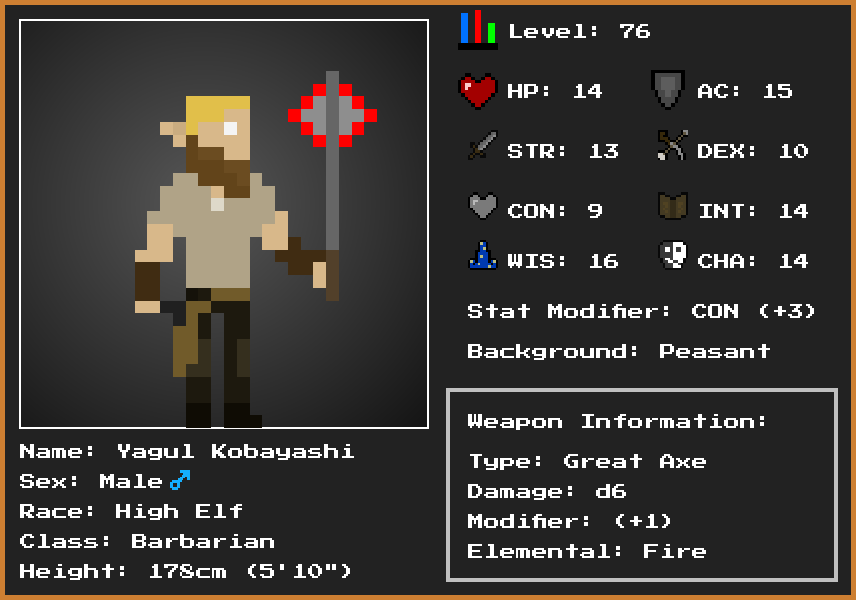 Level: 76
HP: 14
AC: 15
STR: 13
DEX: 10
CON: 9
INT: 14
WIS: 16
CHA: 14
Stat Modifier: CON (+3)
Background: Peasant
Name: Yagul Kobayashi
Sex: Male♂
Race: High Elf
Class: Barbarian
Height: 178cm (5'10")
Weapon Information:
Type: Great Axe
Damage: d6
Modifier: (+1)
Elemental: Fire